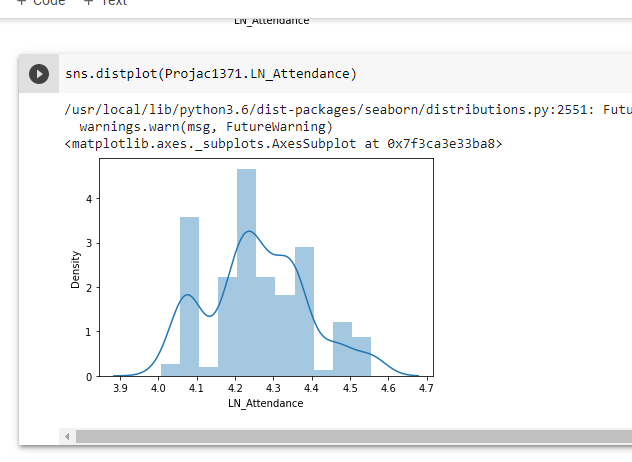 + Code + Text
LN_Attendance
sns.distplot(Projac1371.LN_Attendance)
/usr/local/lib/python3.6/dist-packages/seaborn/distributions.py:2551: Futu
warnings.warn(msg, FutureWarning)
<matplotlib.axes._subplots.AxesSubplot at 0x7f3ca3e33ba8>
4
3
2
1
0
Density
3.9 4.0 4.1 4.2 4.3 4.4 4.5 4.6 4.7
LN_Attendance